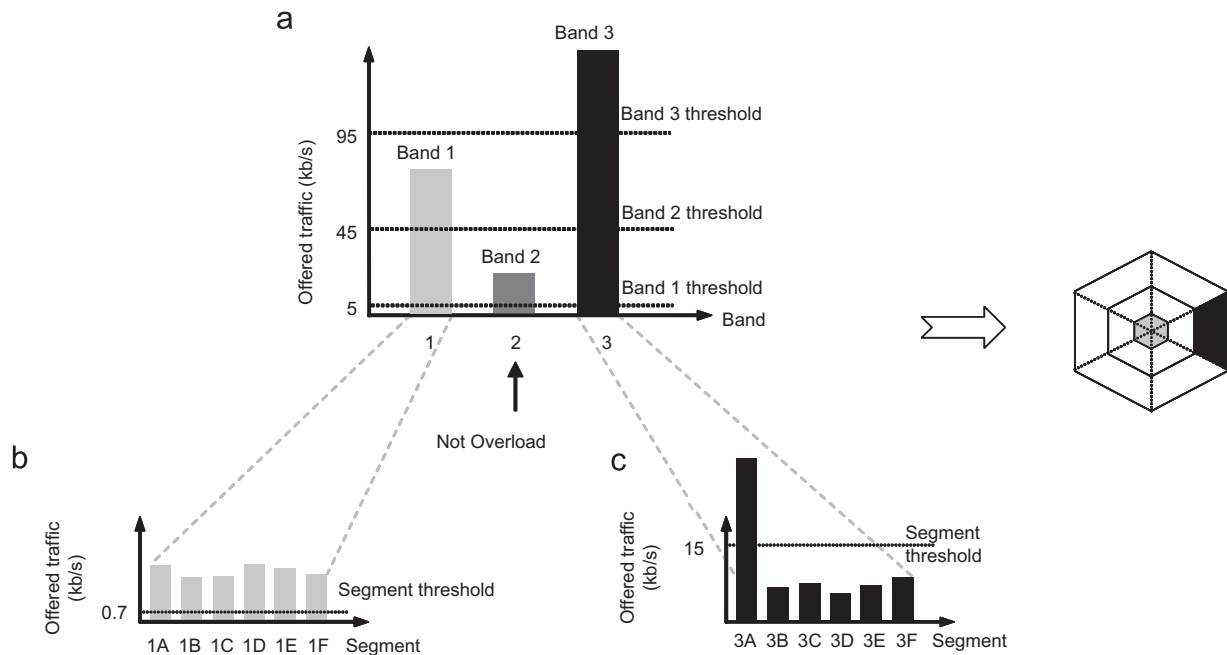 a
Band 3
Band 3 threshold
95
Band 1
Offered traffic (kb/s)
Band 2 threshold
45
Band 2
Band 1 threshold
5
Band
1
2
3
Not Overload
b
Offered traffic
(kb/s)
Segment threshold
0.7
1A 1B 1C 1D 1E 1F Segment
c
Offered traffic
(kb/s)
15
Segment
threshold
3A 3B 3C 3D 3E 3F Segment